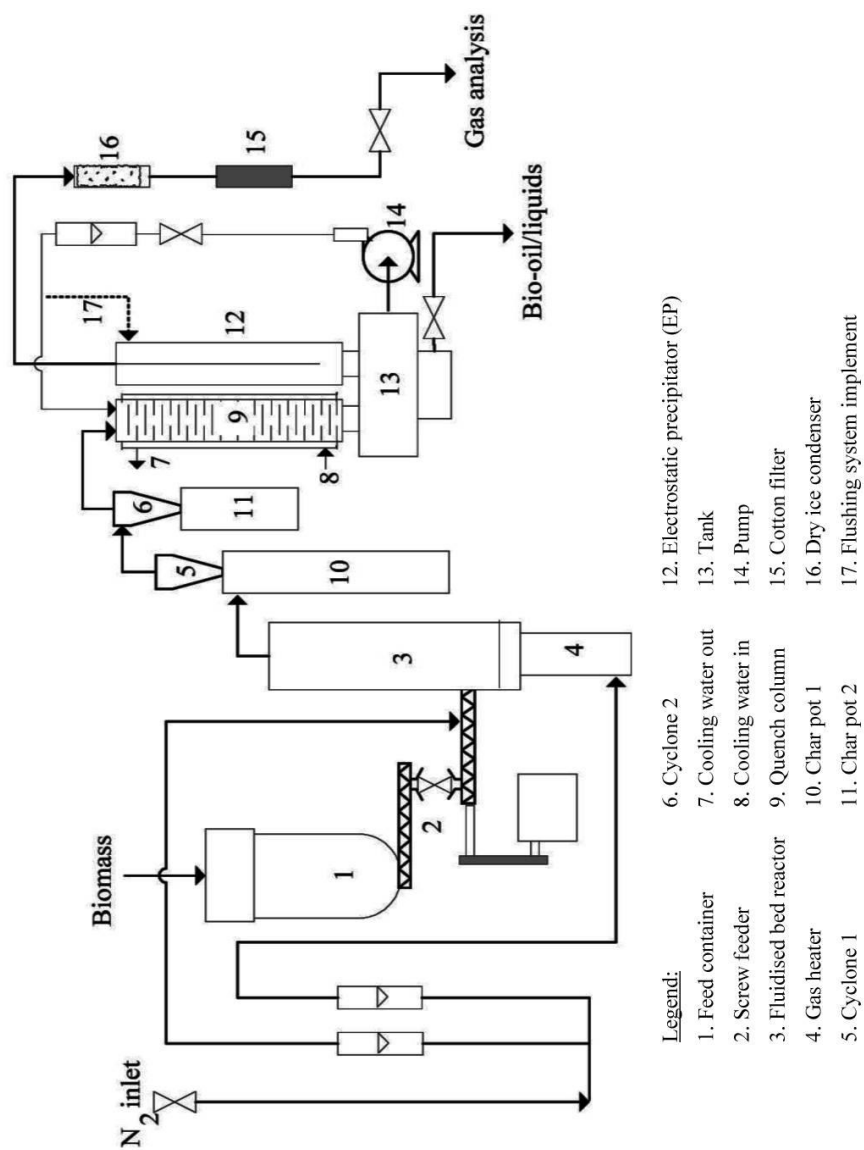 N2 inlet
Biomass
1
2
3
4
5
6
7
8
9
10
11
12
13
14
15
16
17
Bio-oil/liquids
Gas analysis
Legend:
1. Feed container
2. Screw feeder
3. Fluidised bed reactor
4. Gas heater
5. Cyclone 1
6. Cyclone 2
7. Cooling water out
8. Cooling water in
9. Quench column
10. Char pot 1
11. Char pot 2
12. Electrostatic precipitator (EP)
13. Tank
14. Pump
15. Cotton filter
16. Dry ice condenser
17. Flushing system implement